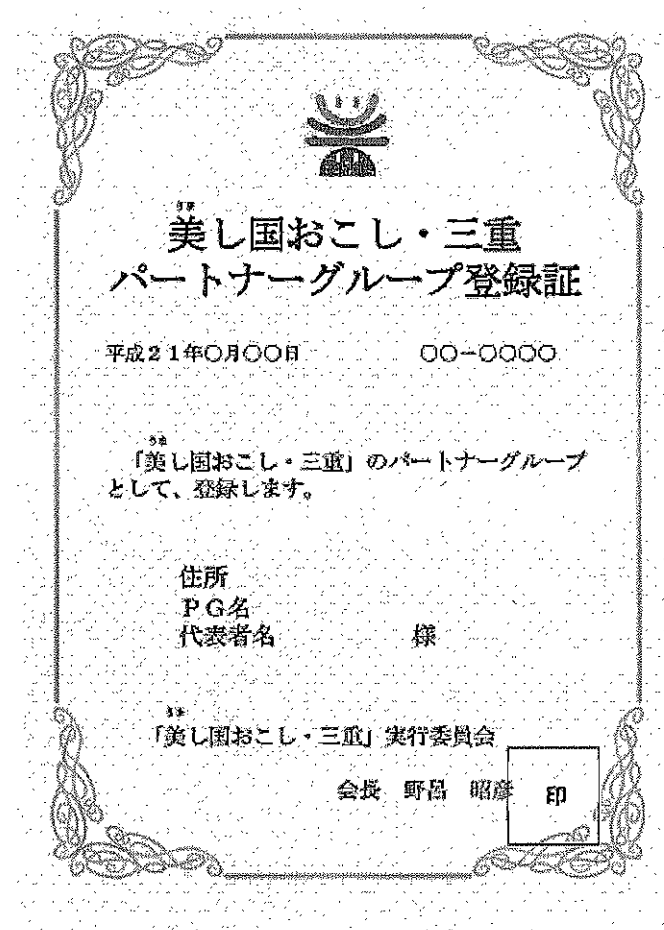 うま
美し国おこし・三重
パートナーグループ登録証
平成21年〇月〇〇日 〇〇-〇〇〇〇
うま
「美し国おこし・三重」のパートナーグループ
として、登録します。
住所
PG名
代表者名 様
うま
「美し国おこし・三重」実行委員会
会長 野呂 昭彦 印